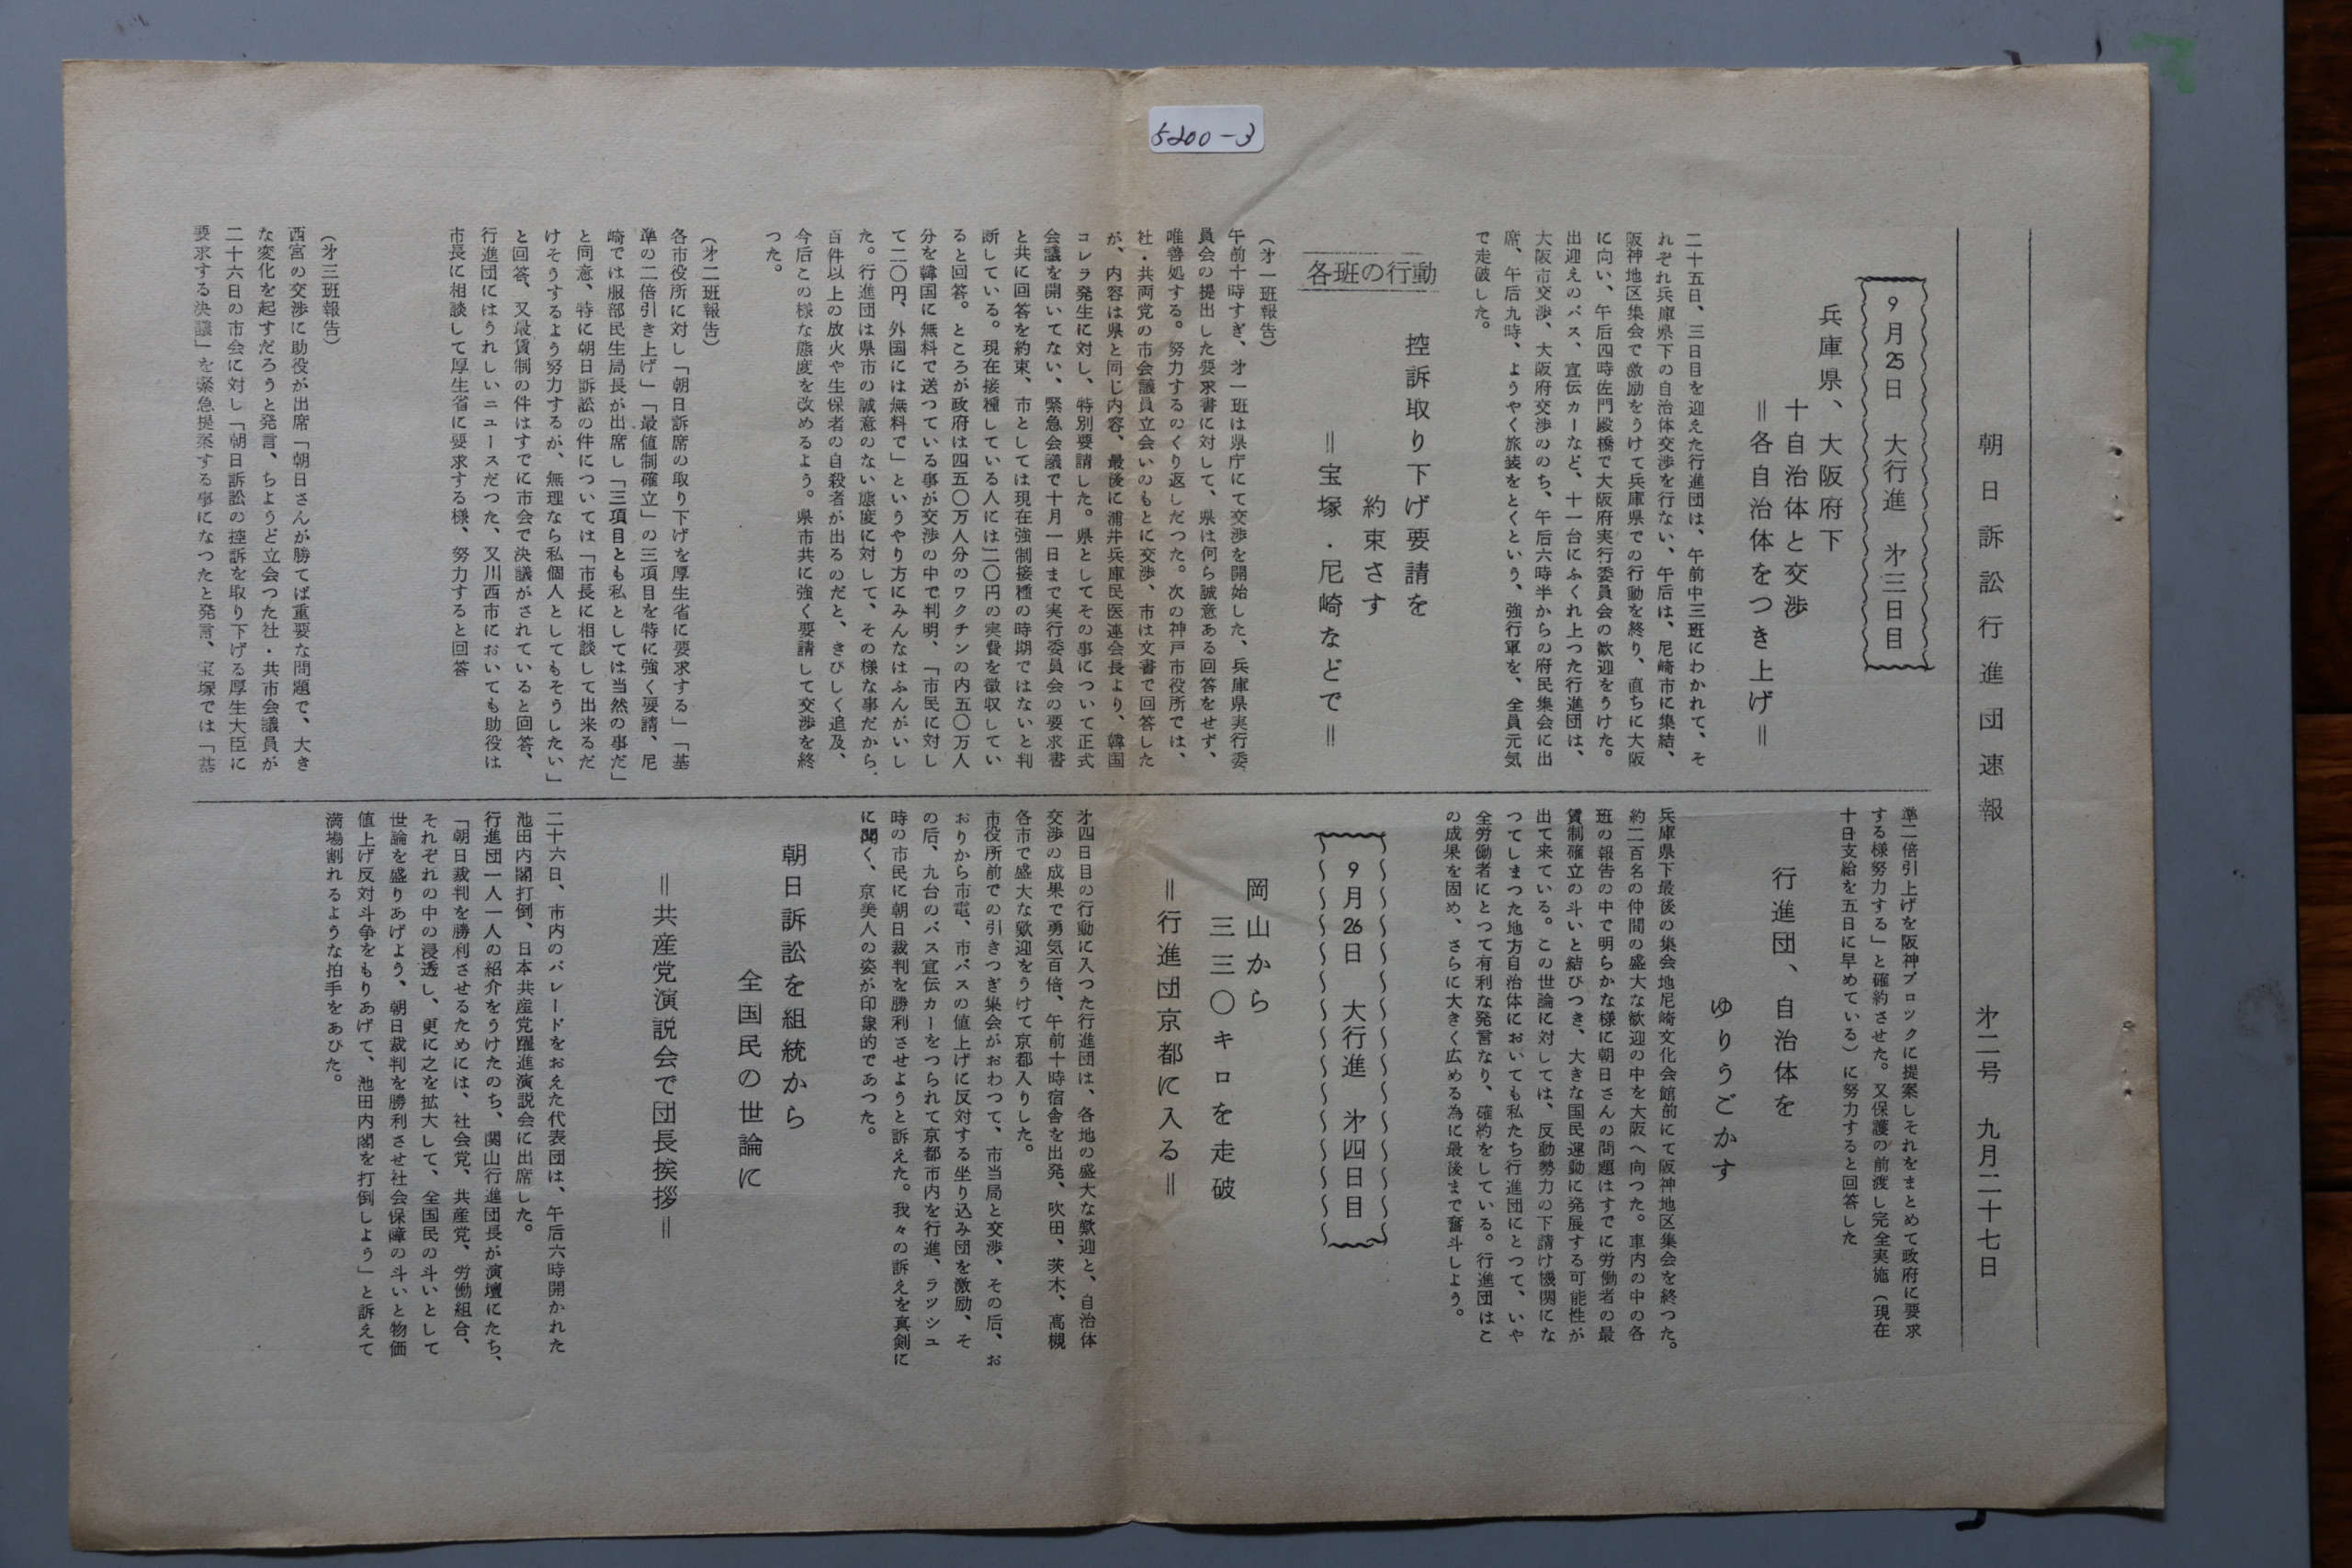 5200-3
朝日訴訟行進団速報　才二号　九月二十七日
9月25日　大行進　才三日目
兵庫県、大阪府下
十自治体と交渉
＝各自治体をつき上げ＝
二十五日、三日目を迎えた行進団は、午前中三班にわかれて、そ
れぞれ兵庫県下の自治体交渉を行ない、午后は、尼崎市に集結、
阪神地区集会で激励をうけて兵庫県での行動を終り、直ちに大阪
に向い、午后四時佐門殿橋で大阪府実行委員会の歓迎をうけた。
出迎えのバス、宣伝カーなど、十一台にふくれ上つた行進団は、
大阪市交渉、大阪府交渉ののち、午后六時半からの府民集会に出
席、午后九時、ようやく旅装をとくという、強行軍を、全員元気
で走破した。
控訴取り下げ要請を
約束さす
＝宝塚・尼崎などで＝
各班の行動
（才一班報告）
午前十時すぎ、才一班は県庁にて交渉を開始した、兵庫県実行委
員会の提出した要求書に対して、県は何ら誠意ある回答をせず、
唯善処する。努力するのくり返しだつた。次の神戸市役所では、
社・共両党の市会議員立会いのもとに交渉、市は文書で回答した
が、内容は県と同じ内容、最後に浦井兵庫民医連会長より、韓国
コレラ発生に対し、特別要請した。県としてその事について正式
会議を開いてない、緊急会議で十月一日まで実行委員会の要求書
と共に回答を約束、市としては現在強制接種の時期ではないと判
断している。現在接種している人には二〇円の実費を徴収してい
ると回答。ところが政府は四五〇万人分のワクチンの内五〇万人
分を韓国に無料で送つている事が交渉の中で判明、「市民に対し
て二〇円、外国には無料で」というやり方にみんなはふんがいし
た。行進団は県市の誠意のない態度に対して、その様な事だから、
百件以上の放火や生保者の自殺者が出るのだと、きびしく追及、
今后この様な態度を改めるよう。県市共に強く要請して交渉を終
つた。
（才二班報告）
各市役所に対し「朝日訴席の取り下げを厚生省に要求する」「基
準の二倍引き上げ」「最値制確立」の三項目を特に強く要請、尼
崎では服部民生局長が出席し「三項目とも私としては当然の事だ」
と同意、特に朝日訴訟の件については「市長に相談して出来るだ
けそうするよう努力するが、無理なら私個人としてもそうしたい」
と回答、又最賃制の件はすでに市会で決議がされていると回答、
行進団にはうれしいニュースだつた、又川西市においても助役は
市長に相談して厚生省に要求する様、努力すると回答
（才三班報告）
西宮の交渉に助役が出席「朝日さんが勝てば重要な問題で、大き
な変化を起すだろうと発言、ちようど立会つた社・共市会議員が
二十六日の市会に対し「朝日訴訟の控訴を取り下げる厚生大臣に
要求する決議」を緊急提案する事になつたと発言、宝塚では「基
準二倍引上げを阪神ブロックに提案しそれをまとめて政府に要求
する様努力する」と確約させた。又保護の前渡し完全実施（現在
十日支給を五日に早めている）に努力すると回答した
行進団、自治体を
ゆりうごかす
兵庫県下最後の集会地尼崎文化会館前にて阪神地区集会を終つた。
約二百名の仲間の盛大な歓迎の中を大阪へ向つた。車内の中の各
班の報告の中で明らかな様に朝日さんの問題はすでに労働者の最
賃制確立の斗いと結びつき、大きな国民運動に発展する可能性が
出て来ている。この世論に対しては、反動勢力の下請け機関にな
つてしまつた地方自治体においても私たち行進団にとつて、いや
全労働者にとつて有利な発言なり、確約をしている。行進団はこ
の成果を固め、さらに大きく広める為に最後まで奮斗しよう。
9月26日　大行進　才四日目
岡山から
三三〇キロを走破
＝行進団京都に入る＝
才四日目の行動に入つた行進団は、各地の盛大な歓迎と、自治体
交渉の成果で勇気百倍、午前十時宿舎を出発、吹田、茨木、高槻
各市で盛大な歓迎をうけて京都入りした。
市役所前での引きつぎ集会がおわつて、市当局と交渉、その后、お
おりから市電、市バスの値上げに反対する坐り込み団を激励、そ
の后、九台のバス宣伝カーをつられて京都市内を行進、ラツシユ
時の市民に朝日裁判を勝利させようと訴えた。我々の訴えを真剣に
に聞く、京美人の姿が印象的であつた。
朝日訴訟を組統から
全国民の世論に
＝共産党演説会で団長挨拶＝
二十六日、市内のパレードをおえた代表団は、午后六時開かれた
池田内閣打倒、日本共産党躍進演説会に出席した。
行進団一人一人の紹介をうけたのち、関山行進団長が演壇にたち、
「朝日裁判を勝利させるためには、社会党、共産党、労働組合、
それぞれの中の浸透し、更に之を拡大して、全国民の斗いとして
世論を盛りあげよう、朝日裁判を勝利させ社会保障の斗いと物価
値上げ反対斗争をもりあげて、池田内閣を打倒しよう」と訴えて
満場割れるような拍手をあびた。